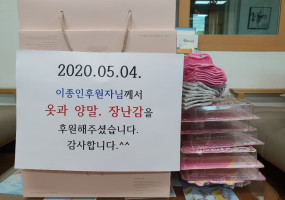 2020.05.04.
이종인후원자님께서
옷과 양말, 장난감을
후원해주셨습니다.
감사합니다.^^